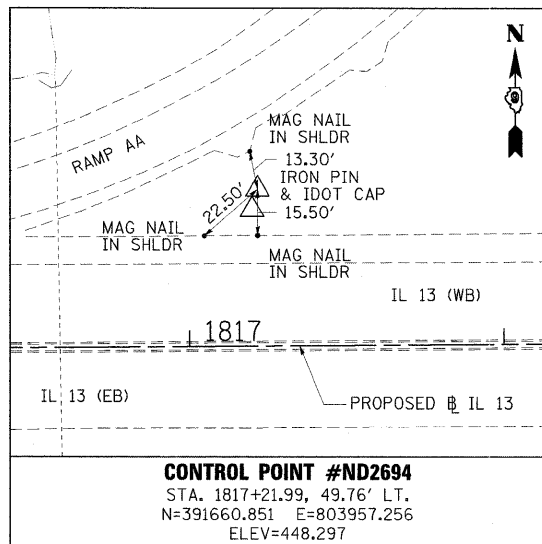 N
MAG NAIL
IN SHLDR
RAMP AA
13.30'
IRON PIN
& IDOT CAP
22.50'
15.50'
MAG NAIL
IN SHLDR
MAG NAIL
IN SHLDR
IL 13 (WB)
1817
IL 13 (EB)
PROPOSED ⅊ IL 13
CONTROL POINT #ND2694
STA. 1817+21.99, 49.76' LT.
N=391660.851 E=803957.256
ELEV=448.297